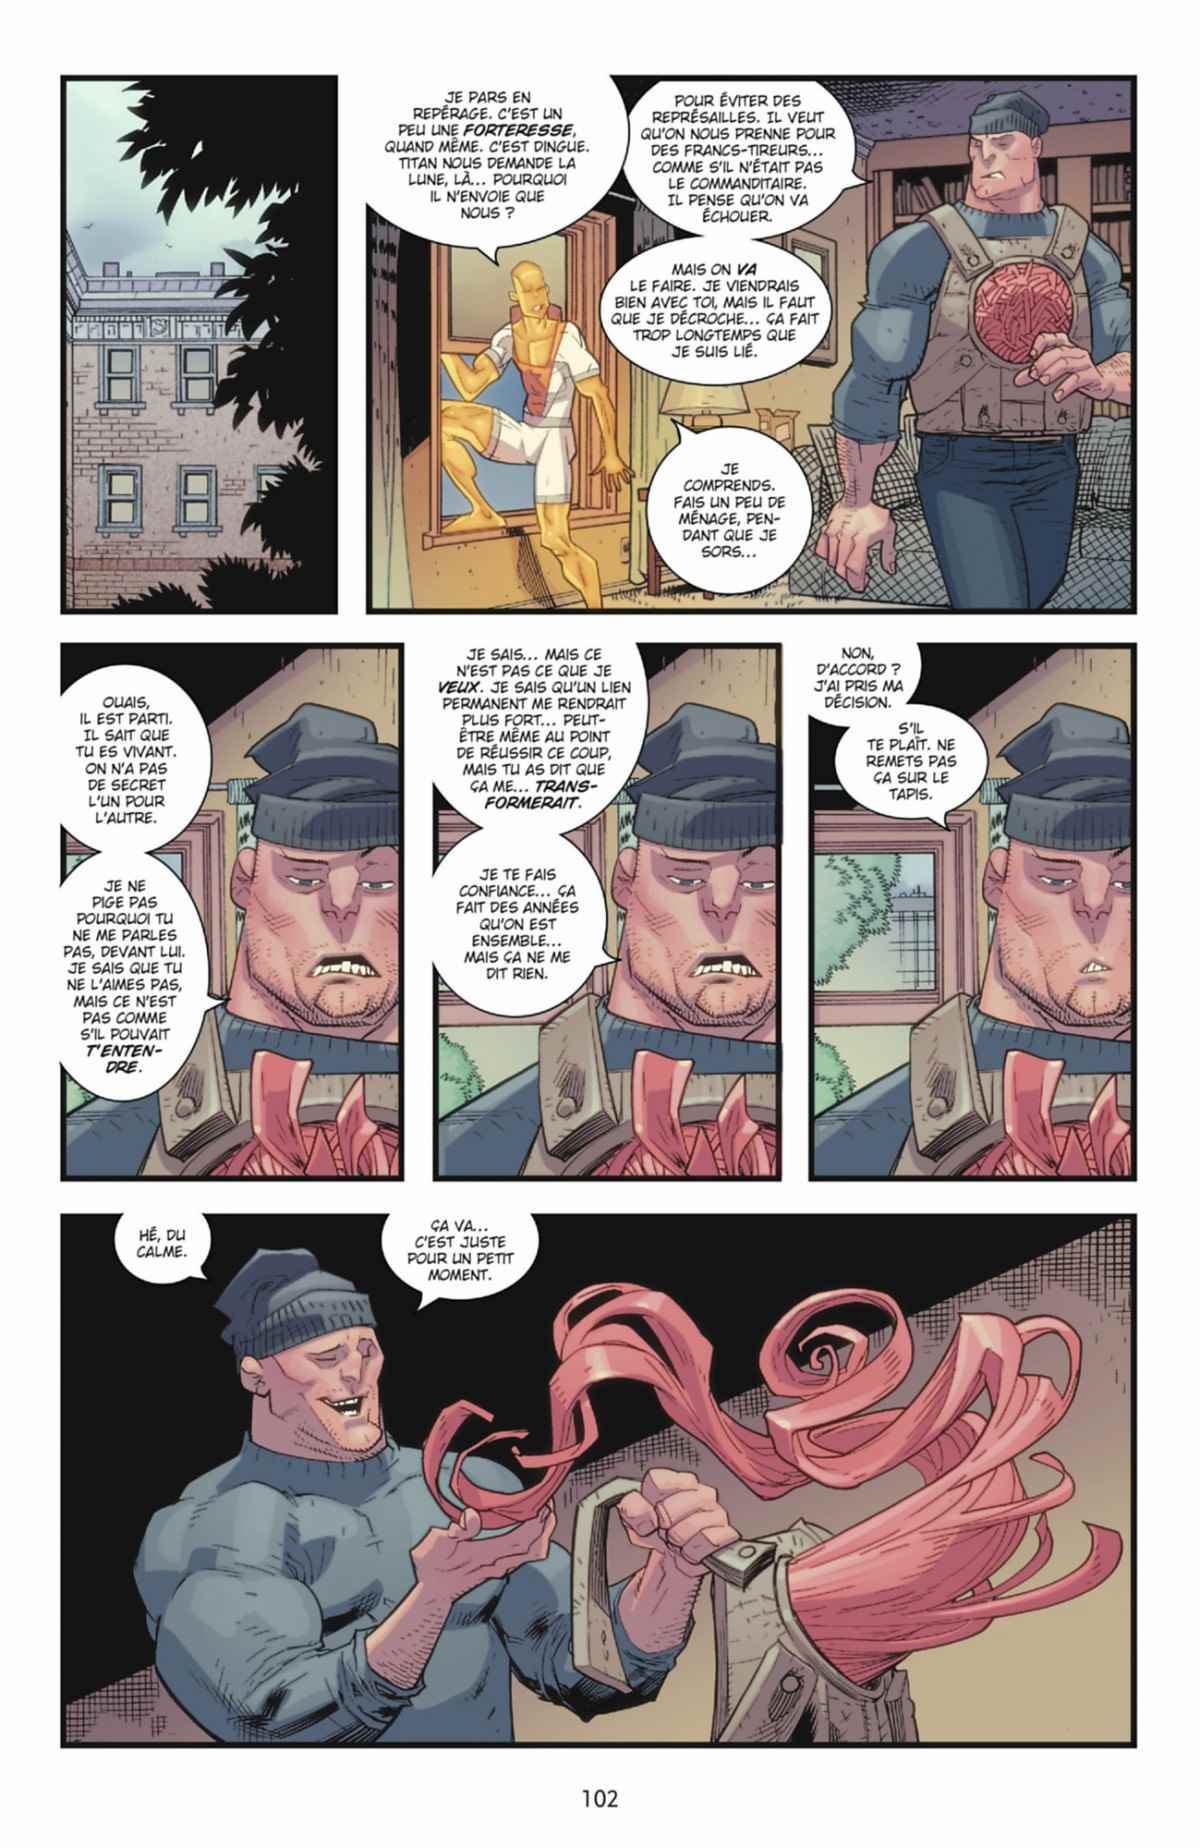 JE PARS EN
REPÉRAGE. C'EST UN
PEU UNE FORTERESSE,
QUAND MÊME. C'EST DINGUE.
TITAN NOUS DEMANDE LA
LUNE, LÀ... POURQUOI
IL N'ENVOIE QUE
NOUS ?
POUR ÉVITER DES
REPRÉSAILLES. IL VEUT
QU'ON NOUS PRENNE POUR
DES FRANCS-TIREURS...
COMME S'IL N'ÉTAIT PAS
LE COMMANDITAIRE.
IL PENSE QU'ON VA
ÉCHOUER.
MAIS ON VA
LE FAIRE. JE VIENDRAIS
BIEN AVEC TOI, MAIS IL FAUT
QUE JE DÉCROCHE... ÇA FAIT
TROP LONGTEMPS QUE
JE SUIS LIÉ.
JE
COMPRENDS.
FAIS UN PEU DE
MÉNAGE, PEN-
DANT QUE JE
SORS...
OUAIS,
IL EST PARTI.
IL SAIT QUE
TU ES VIVANT.
ON N'A PAS
DE SECRET
L'UN POUR
L'AUTRE.
JE NE
PIGE PAS
POURQUOI TU
NE ME PARLES
PAS, DEVANT LUI.
JE SAIS QUE TU
NE L'AIMES PAS,
MAIS CE N'EST
PAS COMME
S'IL POUVAIT
T'ENTEN-
DRE.
JE SAIS... MAIS CE
N'EST PAS CE QUE JE
VEUX. JE SAIS QU'UN LIEN
PERMANENT ME RENDRAIT
PLUS FORT... PEUT-
ÊTRE MÊME AU POINT
DE RÉUSSIR CE COUP,
MAIS TU AS DIT QUE
ÇA ME... TRANS-
FORMERAIT.
JE TE FAIS
CONFIANCE... ÇA
FAIT DES ANNÉES
QU'ON EST
ENSEMBLE...
MAIS ÇA NE ME
DIT RIEN.
NON,
D'ACCORD ?
J'AI PRIS MA
DÉCISION.
S'IL
TE PLAÎT. NE
REMETS PAS
ÇA SUR LE
TAPIS.
HÉ, DU
CALME.
ÇA VA...
C'EST JUSTE
POUR UN PETIT
MOMENT.
102